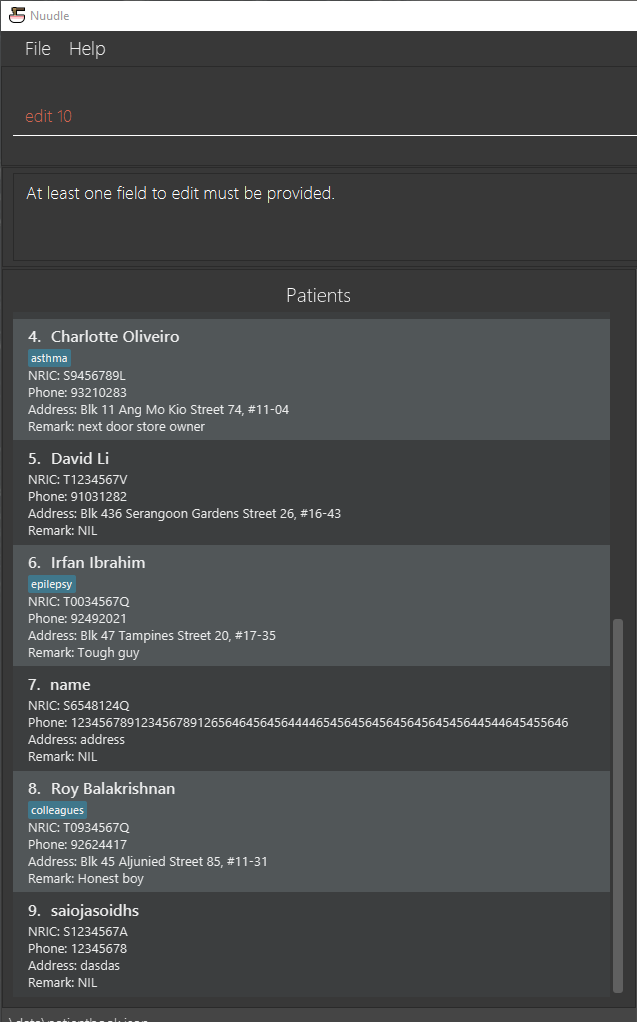 Nuudle
File Help
edit 10
At least one field to edit must be provided.
Patients
4. Charlotte Oliveiro
asthma
NRIC: S9456789L
Phone: 93210283
Address: Blk 11 Ang Mo Kio Street 74, #11-04
Remark: next door store owner
5. David Li
NRIC: T1234567V
Phone: 91031282
Address: Blk 436 Serangoon Gardens Street 26, #16-43
Remark: NIL
6. Irfan Ibrahim
epilepsy
NRIC: T0034567Q
Phone: 92492021
Address: Blk 47 Tampines Street 20, #17-35
Remark: Tough guy
7. name
NRIC: S6548124Q
Phone: 1234567891234567891265646456456444465456456456456456454564454464545​5646
Address: address
Remark: NIL
8. Roy Balakrishnan
colleagues
NRIC: T0934567Q
Phone: 92624417
Address: Blk 45 Aljunied Street 85, #11-31
Remark: Honest boy
9. saiojasoidhs
NRIC: S1234567A
Phone: 12345678
Address: dasdas
Remark: NIL